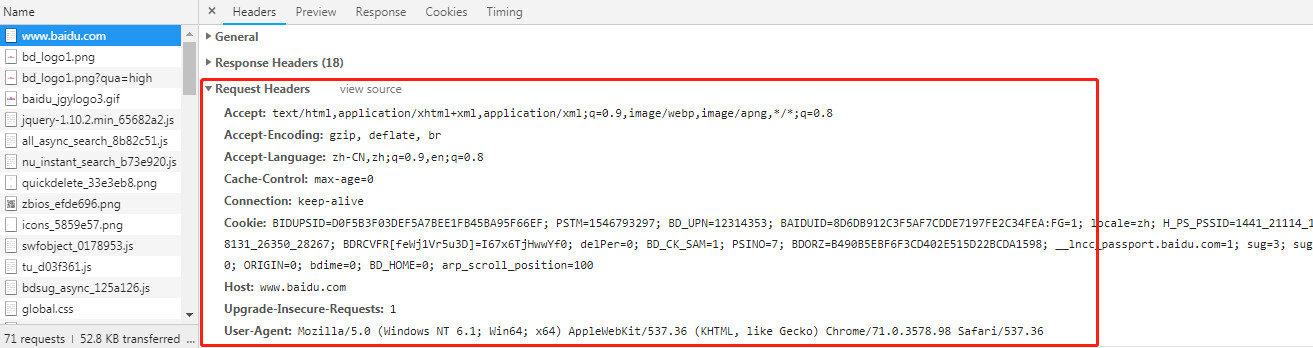 Name
www.baidu.com
bd_logo1.png
bd_logo1.png?qua=high
baidu_jgylogo3.gif
jquery-1.10.2.min_65682a2.js
all_async_search_8b82c51.js
nu_instant_search_b73e920.js
quickdelete_33e3eb8.png
zbios_efde696.png
icons_5859e57.png
swfobject_0178953.js
tu_d03f361.js
bdsug_async_125a126.js
global.css
71 requests | 52.8 KB transferred ...
× Headers Preview Response Cookies Timing
General
Response Headers (18)
Request Headers view source
Accept: text/html,application/xhtml+xml,application/xml;q=0.9,image/webp,image/apng,*/*;q=0.8
Accept-Encoding: gzip, deflate, br
Accept-Language: zh-CN,zh;q=0.9,en;q=0.8
Cache-Control: max-age=0
Connection: keep-alive
Cookie: BIDUPSID=D0F5B3F03DEF5A7BEE1FB45BA95F66EF; PSTM=1546793297; BD_UPN=12314353; BAIDUID=8D6DB912C3F5AF7CDDE7197FE2C34FEA:FG=1; locale=zh; H_PS_PSSID=1441_21114_1
8131_26350_28267; BDRCVFR[feWj1Vr5u3D]=I67x6TjHwwYf0; delPer=0; BD_CK_SAM=1; PSINO=7; BDORZ=B490B5EBF6F3CD402E515D22BCDA1598; sug=3; sug
0; ORIGIN=0; bdime=0; BD_HOME=0; arp_scroll_position=100
Host: www.baidu.com
Upgrade-Insecure-Requests: 1
User-Agent: Mozilla/5.0 (Windows NT 6.1; Win64; x64) AppleWebKit/537.36 (KHTML, like Gecko) Chrome/71.0.3578.98 Safari/537.36